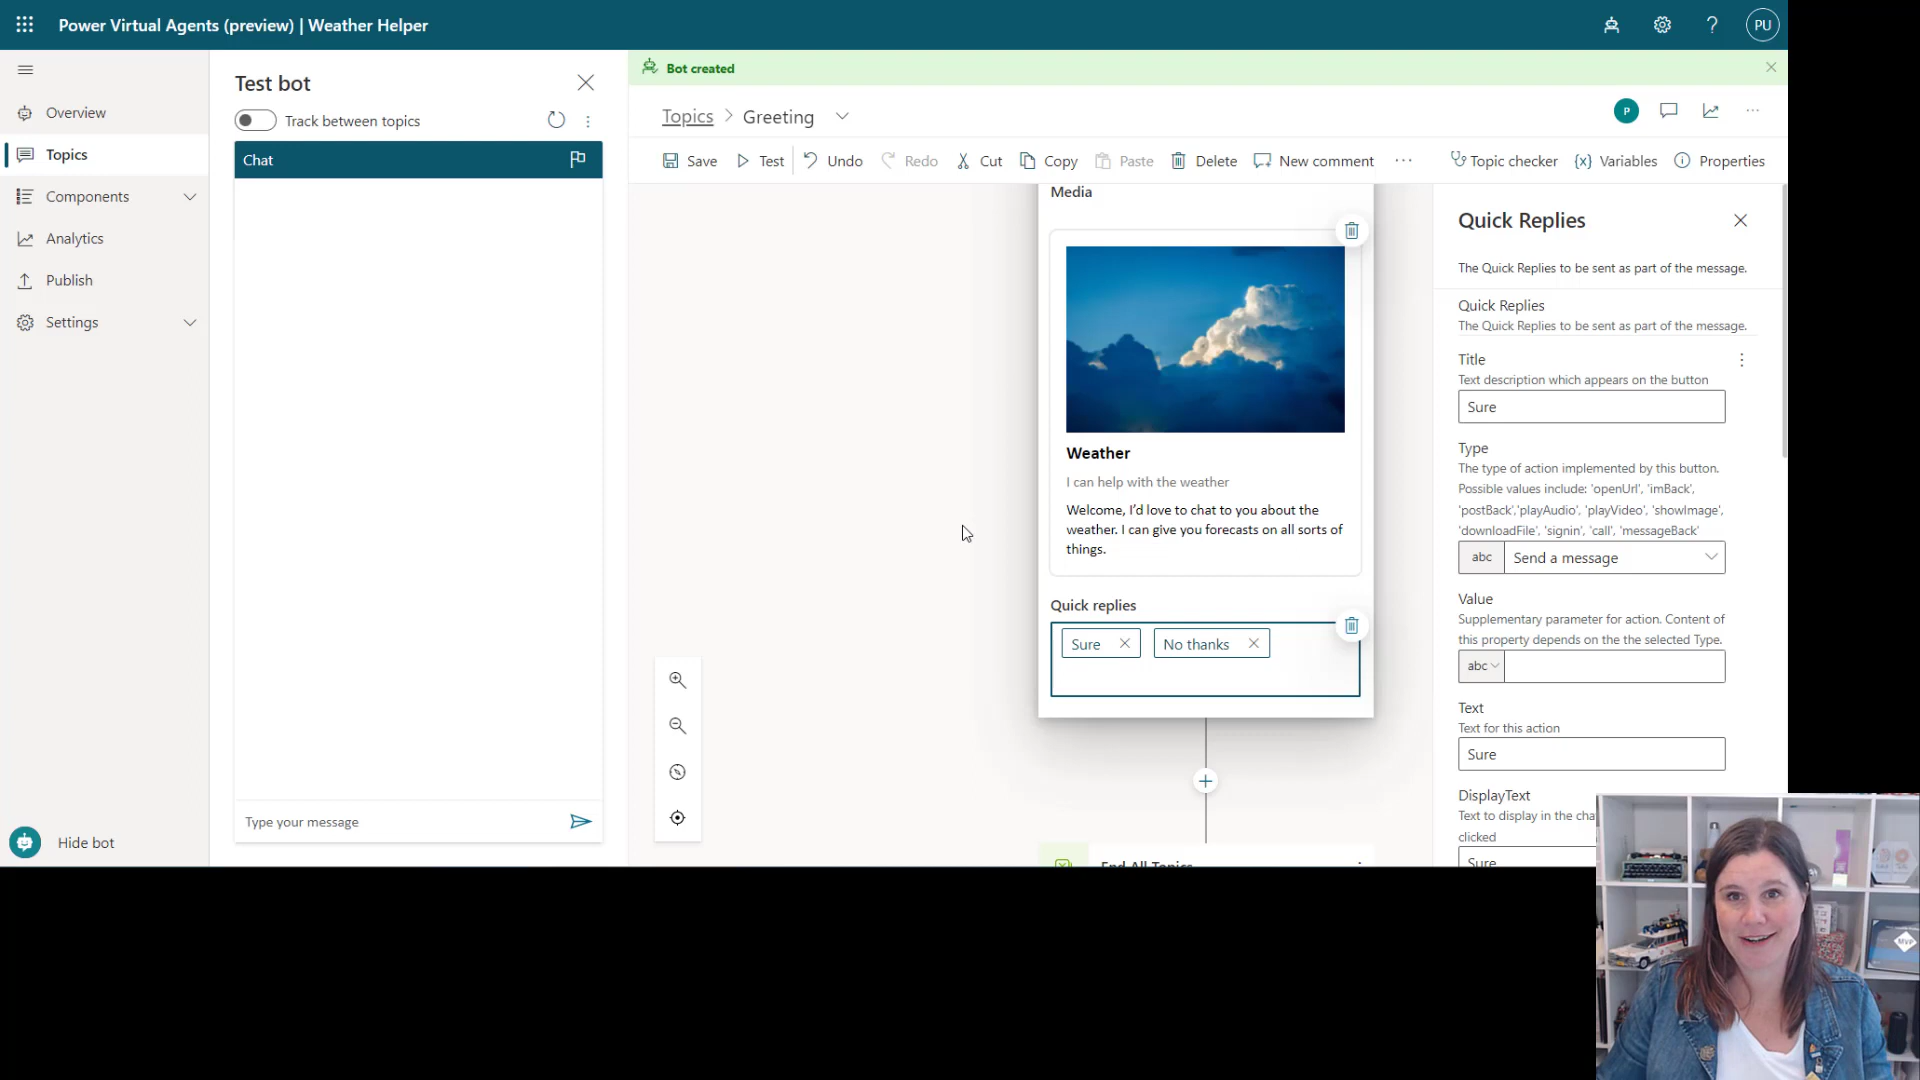 Power Virtual Agents (preview) | Weather Helper
PU
Overview
Topics
Components
Analytics
Publish
Settings
Hide bot
Test bot
Track between topics
Chat
Type your message
Bot created
Topics > Greeting
P
Save
Test
Undo
Redo
Cut
Copy
Paste
Delete
New comment
Topic checker
{x} Variables
Properties
Media
Weather
I can help with the weather
Welcome, I'd love to chat to you about the
weather. I can give you forecasts on all sorts of
things.
Quick replies
Sure
No thanks
End All Topics
Quick Replies
The Quick Replies to be sent as part of the message.
Quick Replies
The Quick Replies to be sent as part of the message.
Title
Text description which appears on the button
Sure
Type
The type of action implemented by this button.
Possible values include: 'openUrl', 'imBack',
'postBack','playAudio', 'playVideo', 'showImage',
'downloadFile', 'signin', 'call', 'messageBack'
abc
Send a message
Value
Supplementary parameter for action. Content of
this property depends on the the selected Type.
abc
Text
Text for this action
Sure
DisplayText
Text to display in the cha
clicked
Sure
MVP